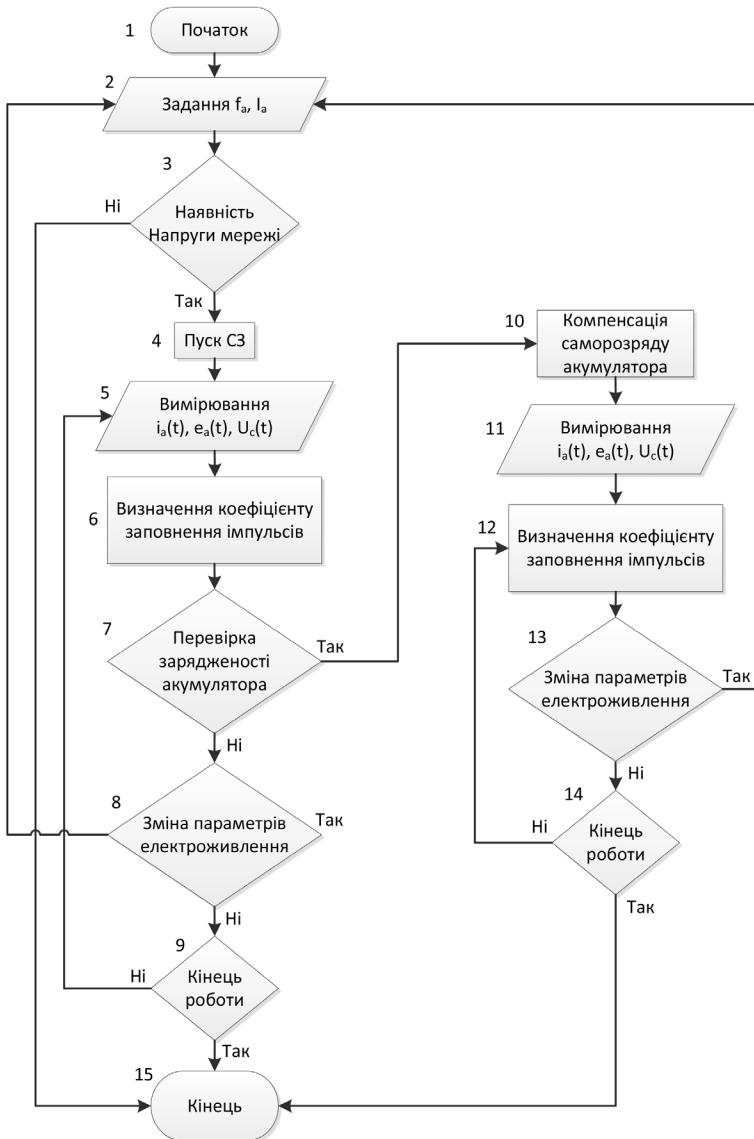 1
Початок
2
Задання fₐ, Iₐ
3
Ні
Наявність
Напруги мережі
Так
4
Пуск СЗ
5
Вимірювання
iₐ(t), eₐ(t), U꜀(t)
6
Визначення коефіцієнту
заповнення імпульсів
7
Перевірка
зарядженості
акумулятора
Так
Ні
8
Зміна параметрів
електроживлення
Так
Ні
9
Ні
Кінець
роботи
Так
15
Кінець
10
Компенсація
саморозряду
акумулятора
11
Вимірювання
iₐ(t), eₐ(t), U꜀(t)
12
Визначення коефіцієнту
заповнення імпульсів
13
Зміна параметрів
електроживлення
Так
Ні
14
Ні
Кінець
роботи
Так